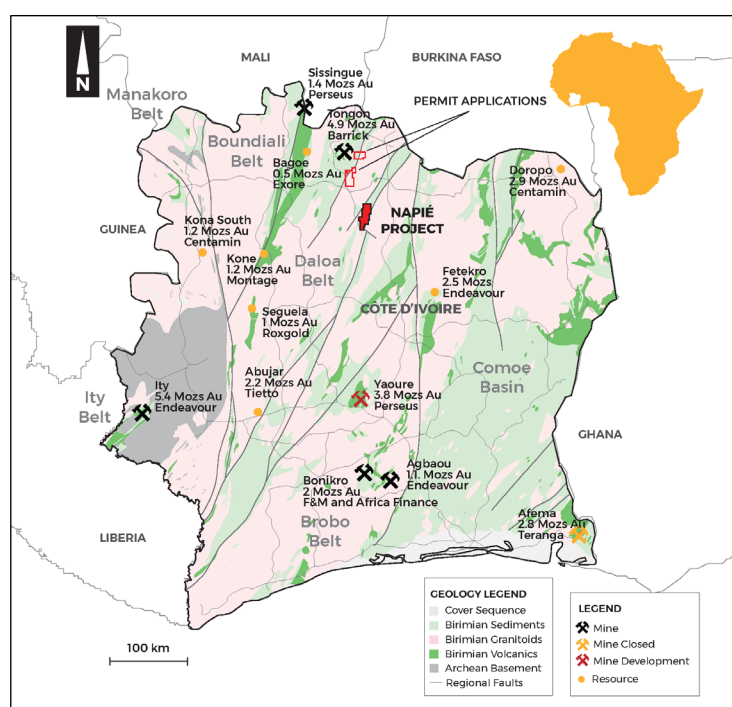 N
MALI
BURKINA FASO
Manakoro
Belt
Sissingue
1.4 Mozs Au
Perseus
PERMIT APPLICATIONS
Tongon
4.9 Mozs Au
Barrick
Boundiali
Belt
Bagoe
0.5 Mozs Au
Exore
Doropo
2.9 Mozs Au
Centamin
GUINEA
Kona South
1.2 Mozs Au
Centamin
NAPIÉ
PROJECT
Kone
1.2 Mozs Au
Montage
Daloa
Belt
Fetekro
2.5 Mozs
Endeavour
CÔTE D'IVOIRE
Seguela
1 Mozs Au
Roxgold
Comoe
Basin
Abujar
2.2 Mozs Au
Tietto
Yaoure
3.8 Mozs Au
Perseus
Ity
Belt
Ity
5.4 Mozs Au
Endeavour
GHANA
Agbaou
1.1. Mozs Au
Endeavour
Bonikro
2 Mozs Au
F&M and Africa Finance
Brobo
Belt
Afema
2.8 Mozs Au
Teranga
LIBERIA
100 km
GEOLOGY LEGEND
Cover Sequence
Birimian Sediments
Birimian Granitoids
Birimian Volcanics
Archean Basement
Regional Faults
LEGEND
Mine
Mine Closed
Mine Development
Resource